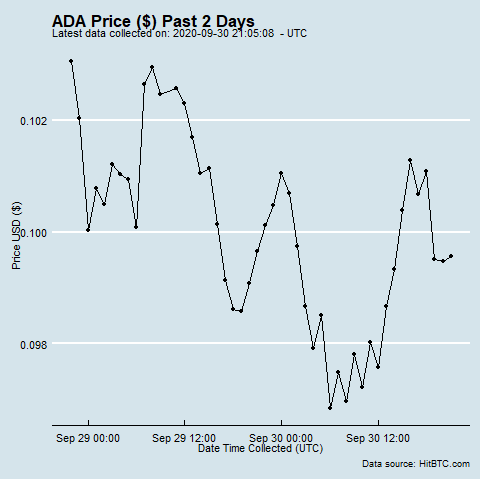 ADA Price ($) Past 2 Days
Latest data collected on: 2020-09-30 21:05:08  - UTC
0.102
0.100
0.098
Price USD ($)
Sep 29 00:00
Sep 29 12:00
Sep 30 00:00
Sep 30 12:00
Date Time Collected (UTC)
Data source: HitBTC.com